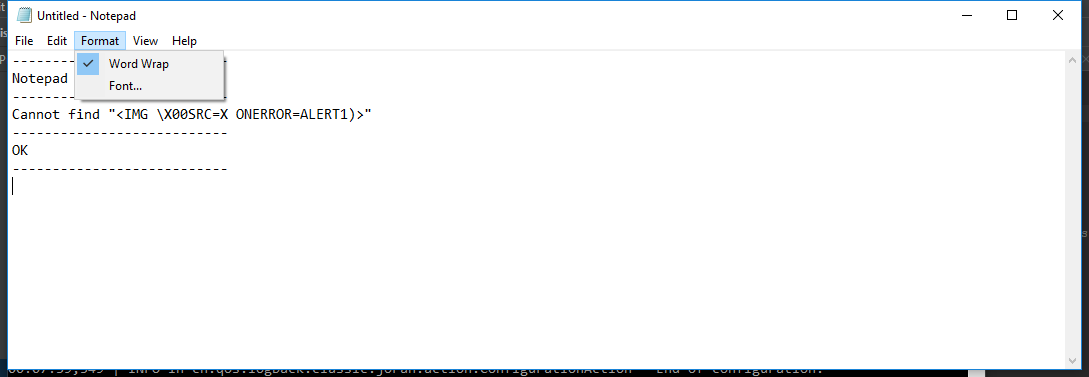 Untitled - Notepad
File Edit Format View Help
Word Wrap
Font...
---------------------------
Notepad
---------------------------
Cannot find "<IMG \X00SRC=X ONERROR=ALERT1)>"
---------------------------
OK
---------------------------